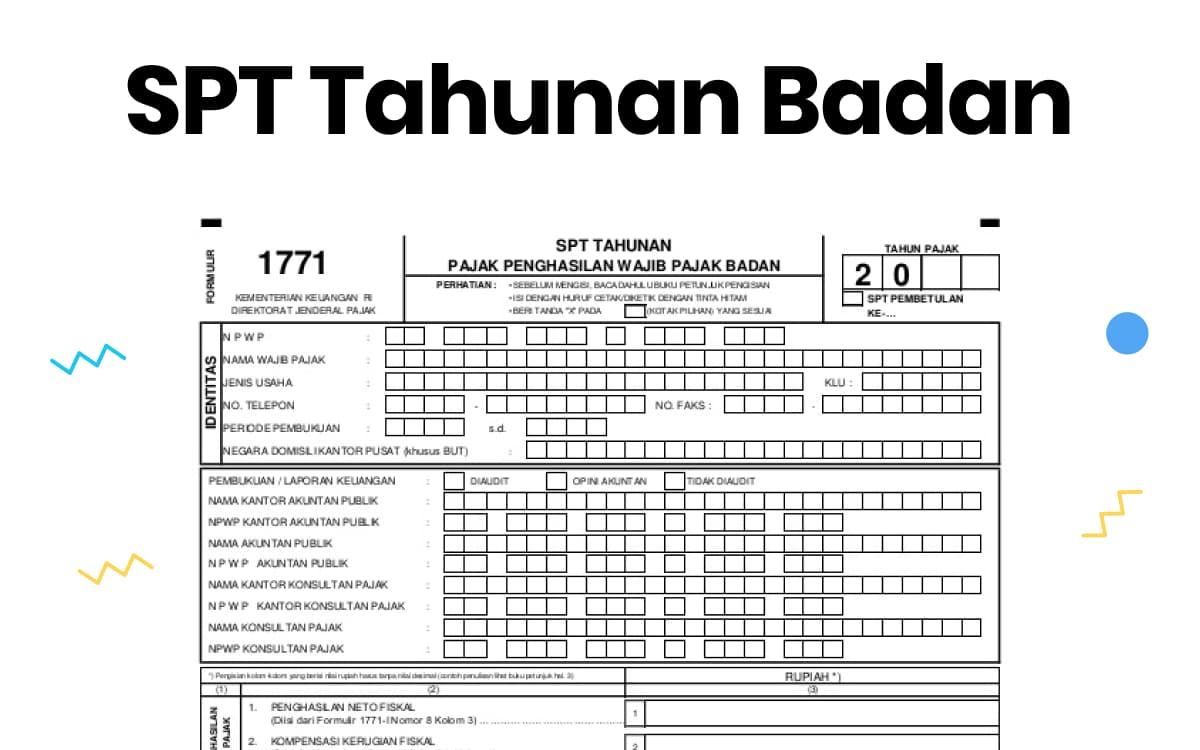 SPT Tahunan Badan
FORMULIR
1771
KEMENTERIAN KEUANGAN RI
DIREKTORAT JENDERAL PAJAK
SPT TAHUNAN
PAJAK PENGHASILAN WAJIB PAJAK BADAN
PERHATIAN : • SEBELUM MENGISI, BACA DAHULU BUKU PETUNJUK PENGISIAN
• ISI DENGAN HURUF CETAK/DIKETIK DENGAN TINTA HITAM
• BERI TANDA "X" PADA (KOTAK PILIHAN) YANG SESUAI
TAHUN PAJAK
2 0
SPT PEMBETULAN
KE-...
IDENTITAS
N P W P :
NAMA WAJIB PAJAK :
JENIS USAHA : KLU :
NO. TELEPON : - NO. FAKS : -
PERIODE PEMBUKUAN : s.d.
NEGARA DOMISILI KANTOR PUSAT (khusus BUT) :
PEMBUKUAN / LAPORAN KEUANGAN : DIAUDIT OPINI AKUNTAN TIDAK DIAUDIT
NAMA KANTOR AKUNTAN PUBLIK :
NPWP KANTOR AKUNTAN PUBLIK :
NAMA AKUNTAN PUBLIK :
N P W P AKUNTAN PUBLIK :
NAMA KANTOR KONSULTAN PAJAK :
N P W P KANTOR KONSULTAN PAJAK :
NAMA KONSULTAN PAJAK :
NPWP KONSULTAN PAJAK :
*) Pengisian kolom-kolom yang berisi nilai rupiah harus tanpa nilai desimal (contoh penulisan lihat buku petunjuk hal. 3) RUPIAH *)
(1) (2) (3)
HASILAN
PAJAK
1. PENGHASILAN NETO FISKAL
(Diisi dari Formulir 1771-I Nomor 8 Kolom 3) ... 1
2. KOMPENSASI KERUGIAN FISKAL 2